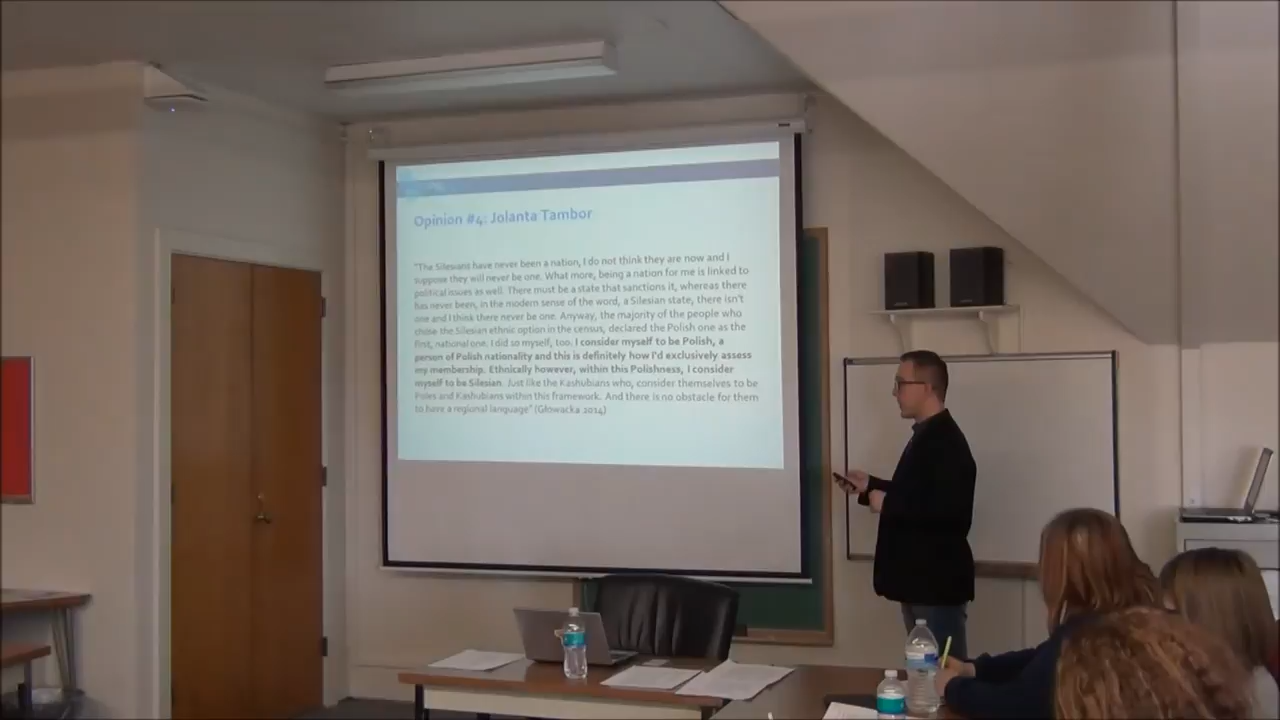 Opinion #4: Jolanta Tambor
"The Silesians have never been a nation, I do not think they are now and I
suppose they will never be one. What more, being a nation for me is linked to
political issues as well. There must be a state that sanctions it, whereas there
has never been, in the modern sense of the word, a Silesian state, there isn't
one and I think there never be one. Anyway, the majority of the people who
chose the Silesian ethnic option in the census, declared the Polish one as the
first, national one. I did so myself, too. I consider myself to be Polish, a
person of Polish nationality and this is definitely how I'd exclusively assess
my membership. Ethnically however, within this Polishness, I consider
myself to be Silesian. Just like the Kashubians who, consider themselves to be
Poles and Kashubians within this framework. And there is no obstacle for them
to have a regional language" (Głowacka 2014)